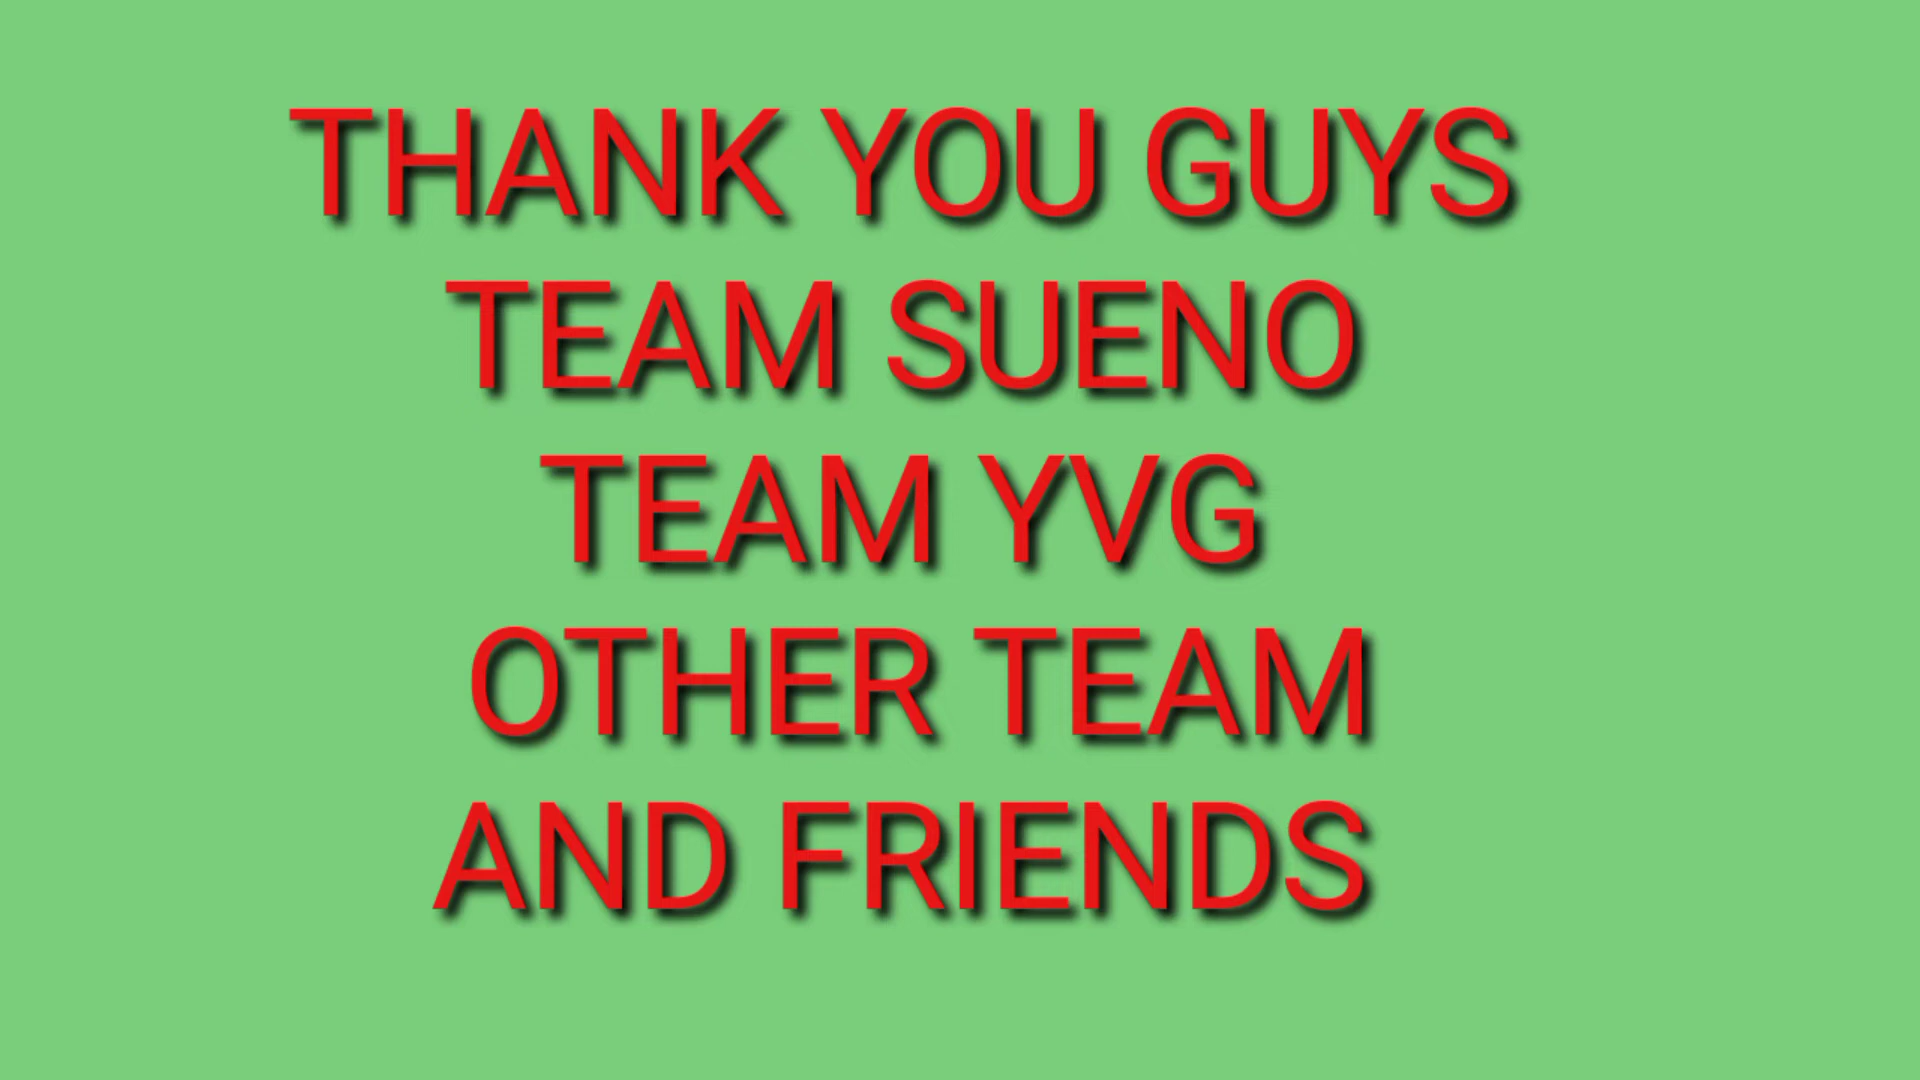 THANK YOU GUYS
TEAM SUENO
TEAM YVG
OTHER TEAM
AND FRIENDS